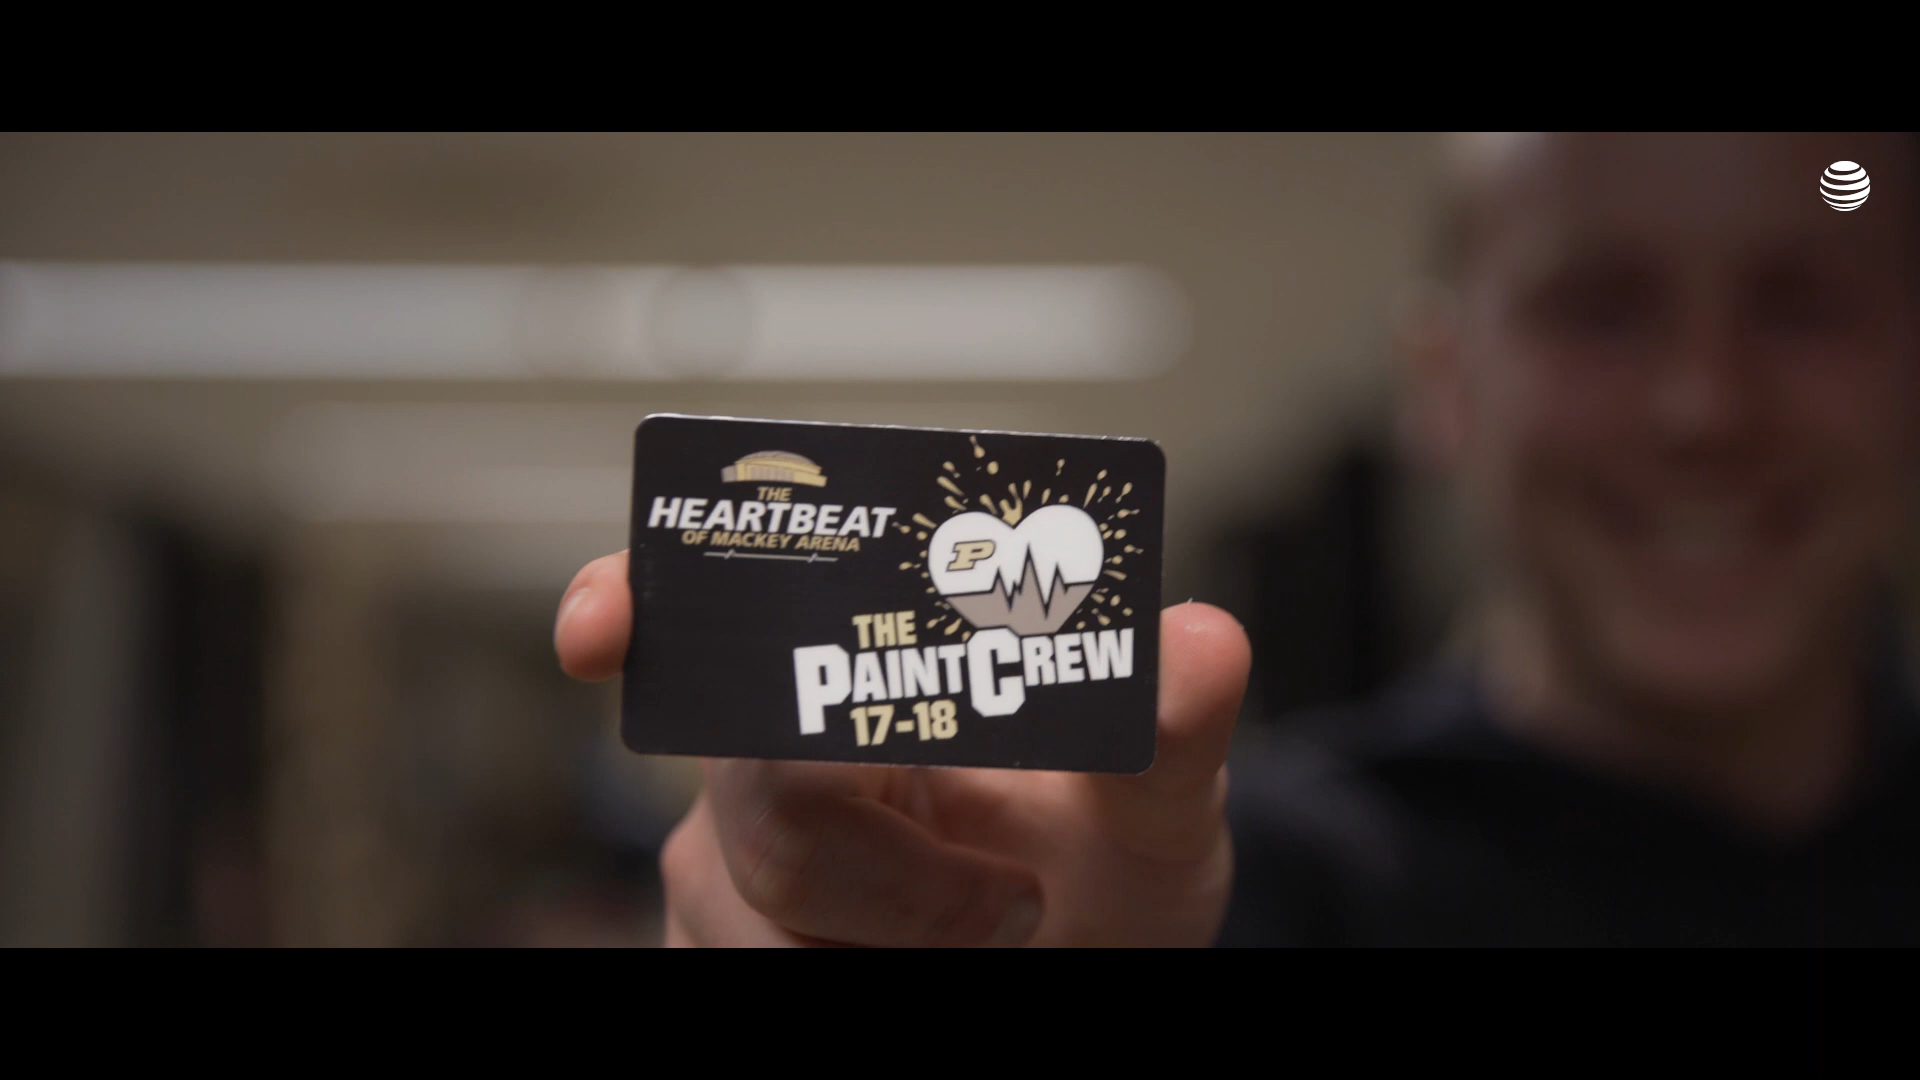 THE
HEARTBEAT
OF MACKEY ARENA
P
THE
PAINTCREW
17-18